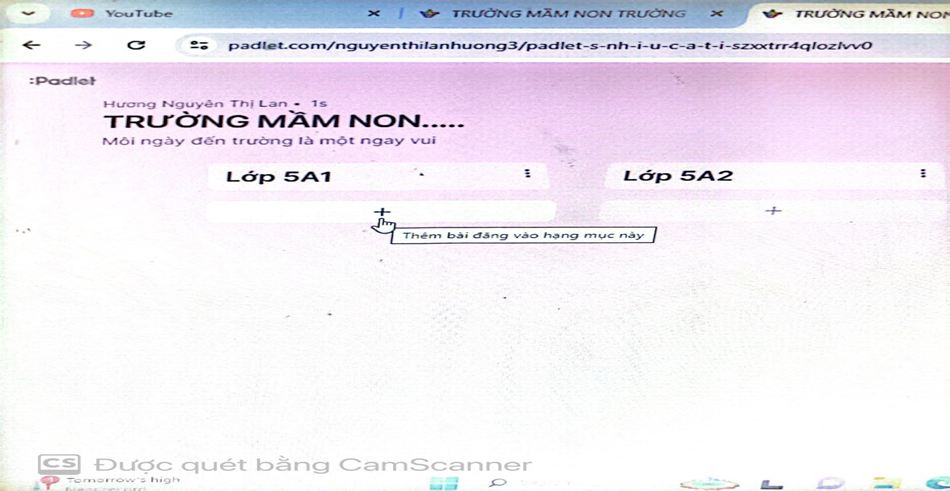 YouTube
TRƯỜNG MẦM NON TRƯỜNG
TRƯỜNG MẦM NON
padlet.com/nguyenthilanhuong3/padlet-s-nh-i-u-c-a-t-i-szxxtrr4qlozlvv0
:Padlet
Hương Nguyễn Thị Lan • 1s
TRƯỜNG MẦM NON.....
Mỗi ngày đến trường là một ngay vui
Lớp 5A1
Lớp 5A2
Thêm bài đăng vào hạng mục này
CS Được quét bằng CamScanner
Tomorrow's high